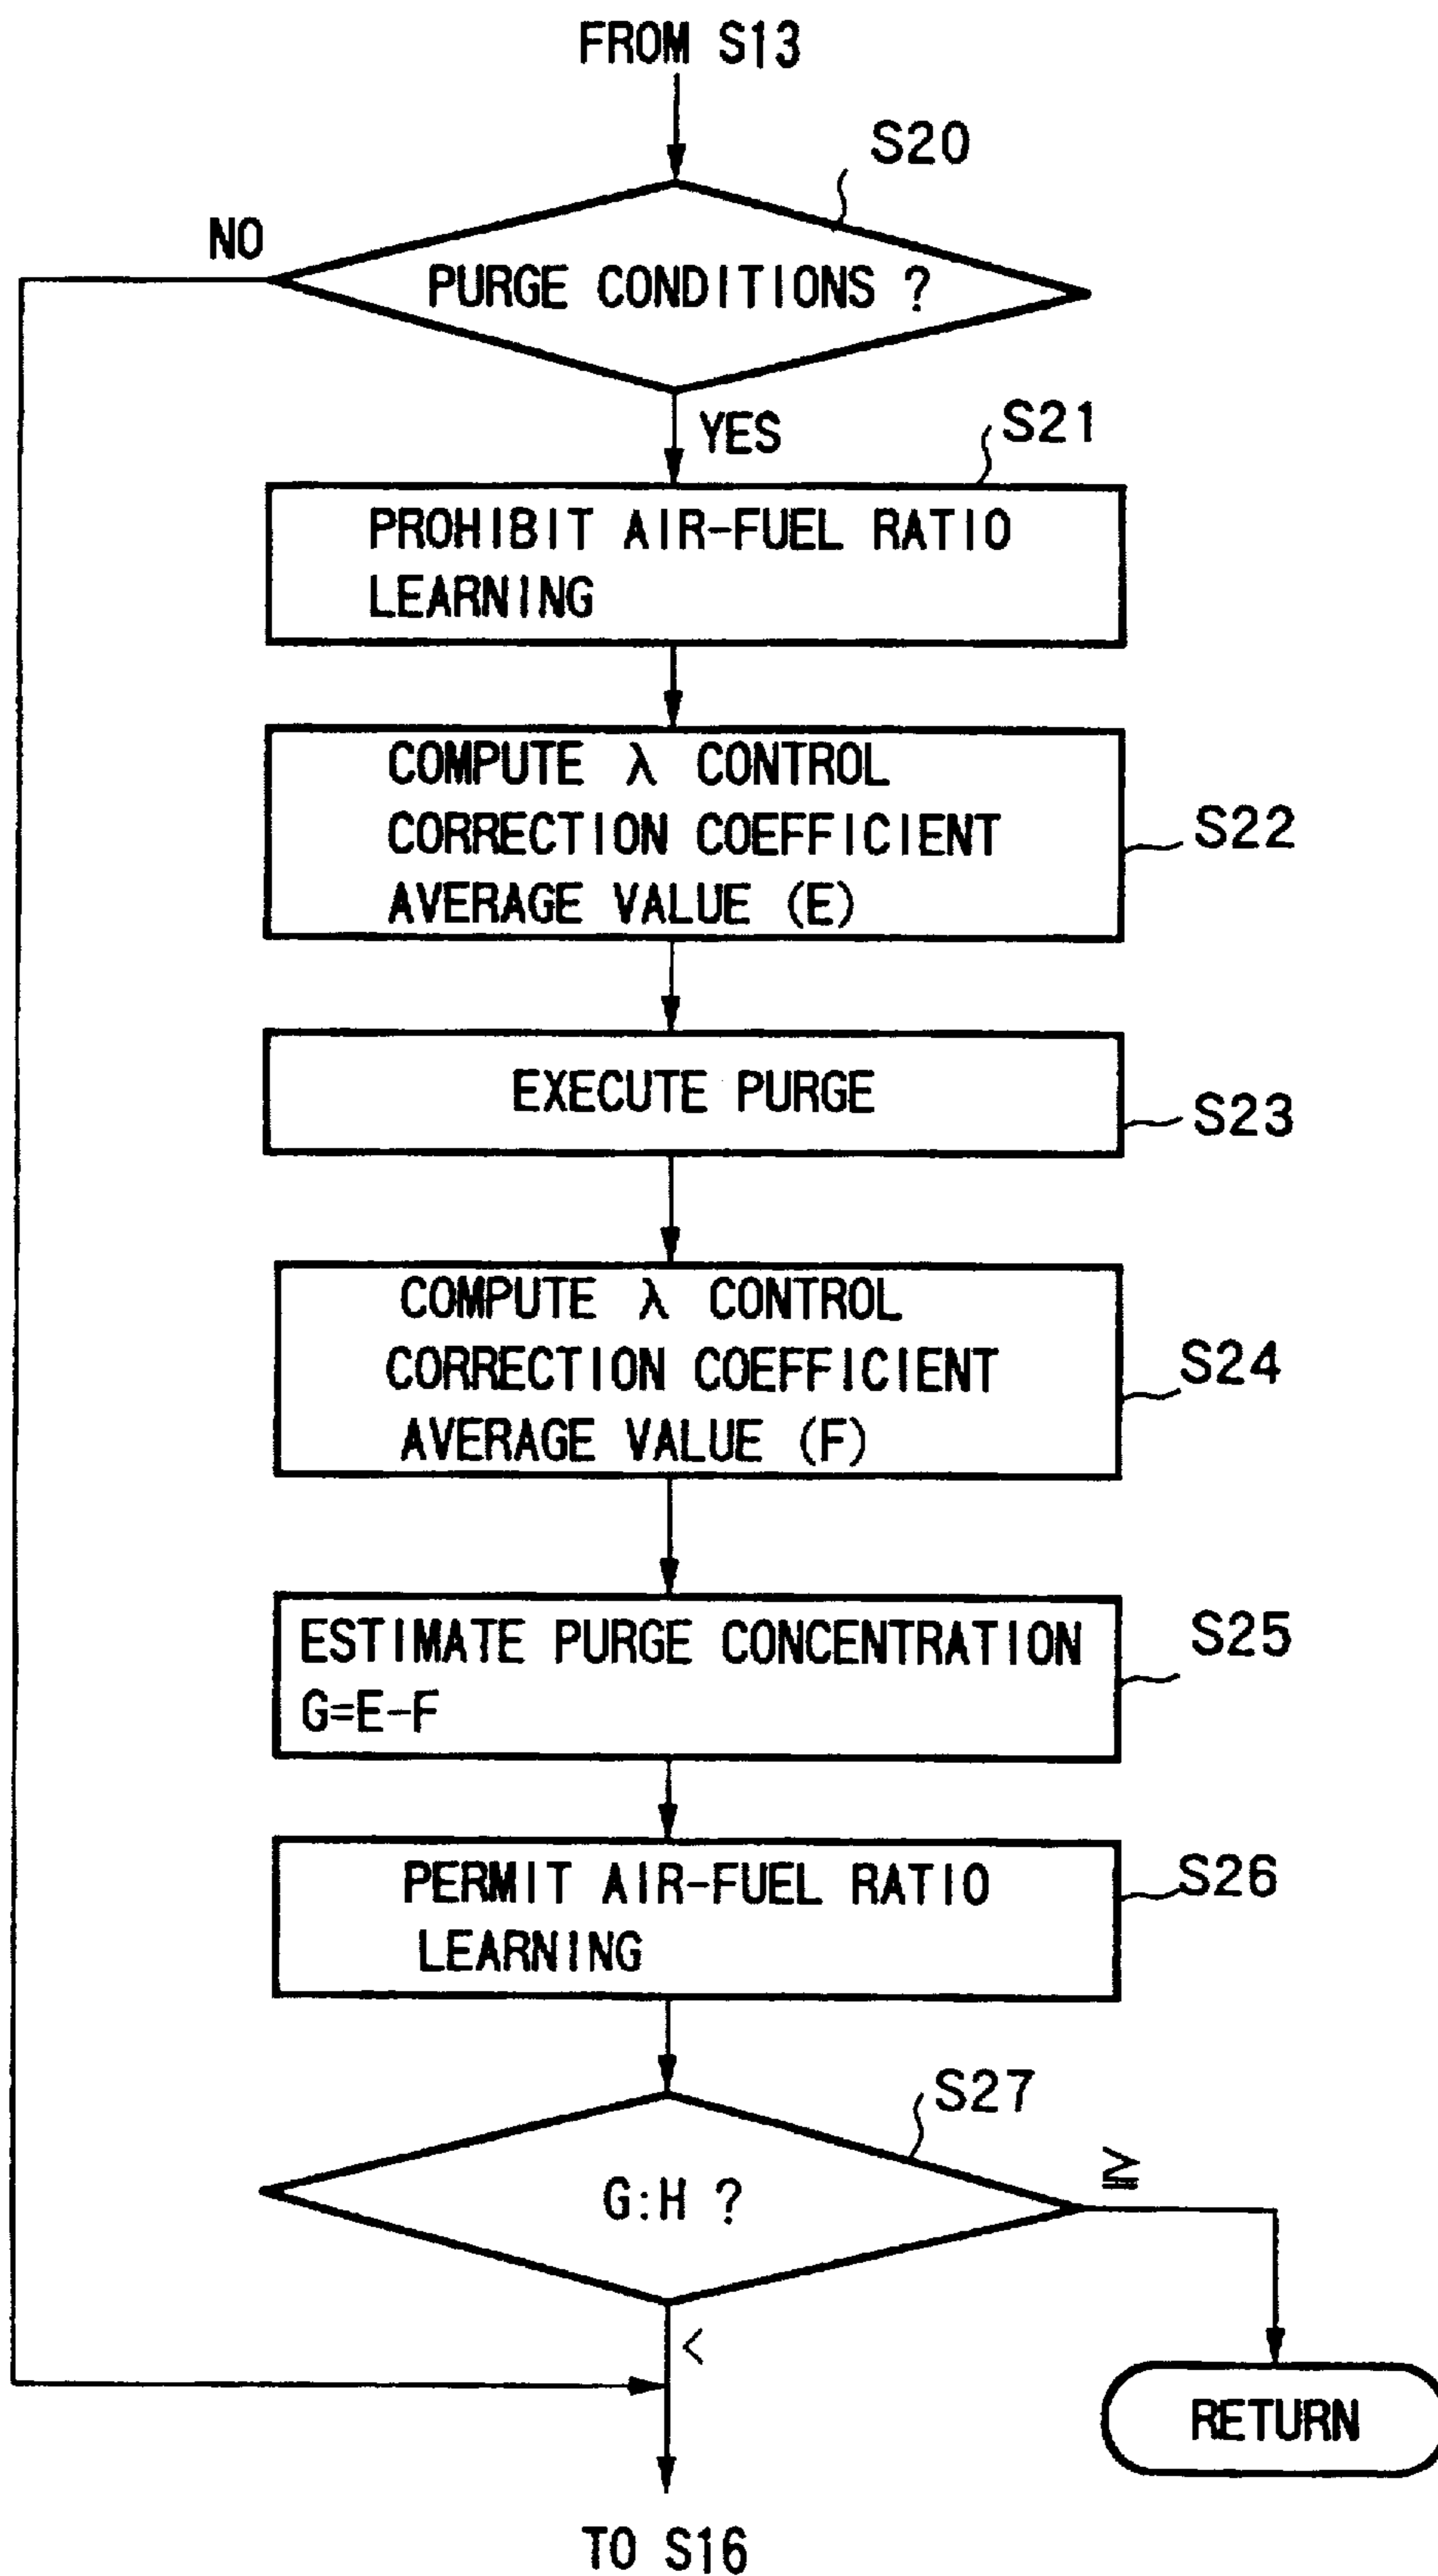 FROM S13
S20
NO
PURGE CONDITIONS ?
YES
S21
PROHIBIT AIR-FUEL RATIO
LEARNING
COMPUTE λ CONTROL
CORRECTION COEFFICIENT
AVERAGE VALUE (E)
S22
EXECUTE PURGE
S23
COMPUTE λ CONTROL
CORRECTION COEFFICIENT
AVERAGE VALUE (F)
S24
ESTIMATE PURGE CONCENTRATION
G=E-F
S25
PERMIT AIR-FUEL RATIO
LEARNING
S26
S27
G:H ?
≧
<
RETURN
TO S16